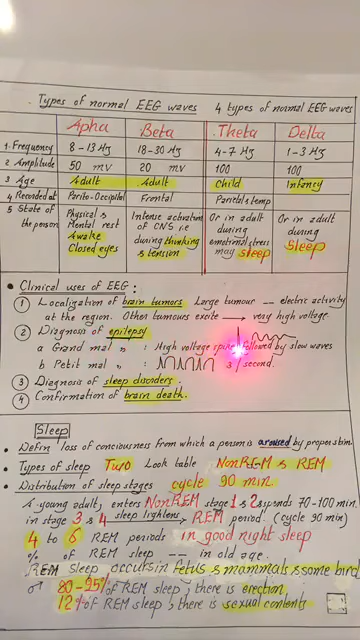 Types of normal EEG waves 4 types of normal EEG waves
Apha Beta Theta Delta
1. Frequency 8-13 Hz 18-30 Hz 4-7 Hz 1-3 Hz
2 Amplitude 50 mv 20 mv 100 100
3 Age Adult Adult Child Infancy
4 Recorded at Parito-Occipital Frontal Parietal & temp
5 State of the person Physical & Mental rest Awake Closed eyes Intense activation of CNS i.e during thinking & tension Or in adult during emotional stress may sleep Or in adult during Sleep
• Clinical uses of EEG:
① Localization of brain tumors Large tumour — electric activity
at the region. Other tumours excite → very high voltage.
② Diagnosis of epilepsy
a Grand mal " : High voltage spike followed by slow waves
b Petit mal " : 3/second.
③ Diagnosis of sleep disorders.
④ Confirmation of brain death.
Sleep
• Defin loss of conciousness from which a person is aroused by proper stim
• Types of sleep Two Look table NonREM & REM
• Distribution of sleep stages cycle 90 min.
A young adult, enters NonREM stage 1 & 2 spends 70-100 min.
in stage 3 & 4 sleep lightens, REM period. (cycle 90 min)
4 to 6 REM periods in good night sleep
% of REM sleep -- in old age.
REM Sleep occurs in fetus & mammals & some bird
80-95% of REM sleep; there is erection
12% of REM sleep; there is sexual contents